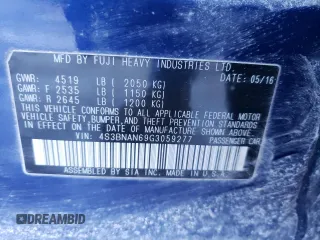 MFD. BY FUJI HEAVY INDUSTRIES LTD.
DATE: 05/16
GVWR: 4519 LB ( 2050 KG)
GAWR: F 2535 LB ( 1150 KG)
GAWR: R 2645 LB ( 1200 KG)
THIS VEHICLE CONFORMS TO ALL APPLICABLE FEDERAL MOTOR
VEHICLE SAFETY, BUMPER, AND THEFT PREVENTION STANDARDS IN
EFFECT ON THE DATE OF MANUFACTURE SHOWN ABOVE.
VIN: 4S3BNAN69G3059277
PASSENGER CAR
ASSEMBLED BY SIA INC. MADE IN U.S.A.
DREAMBID
DREAMBID.COM